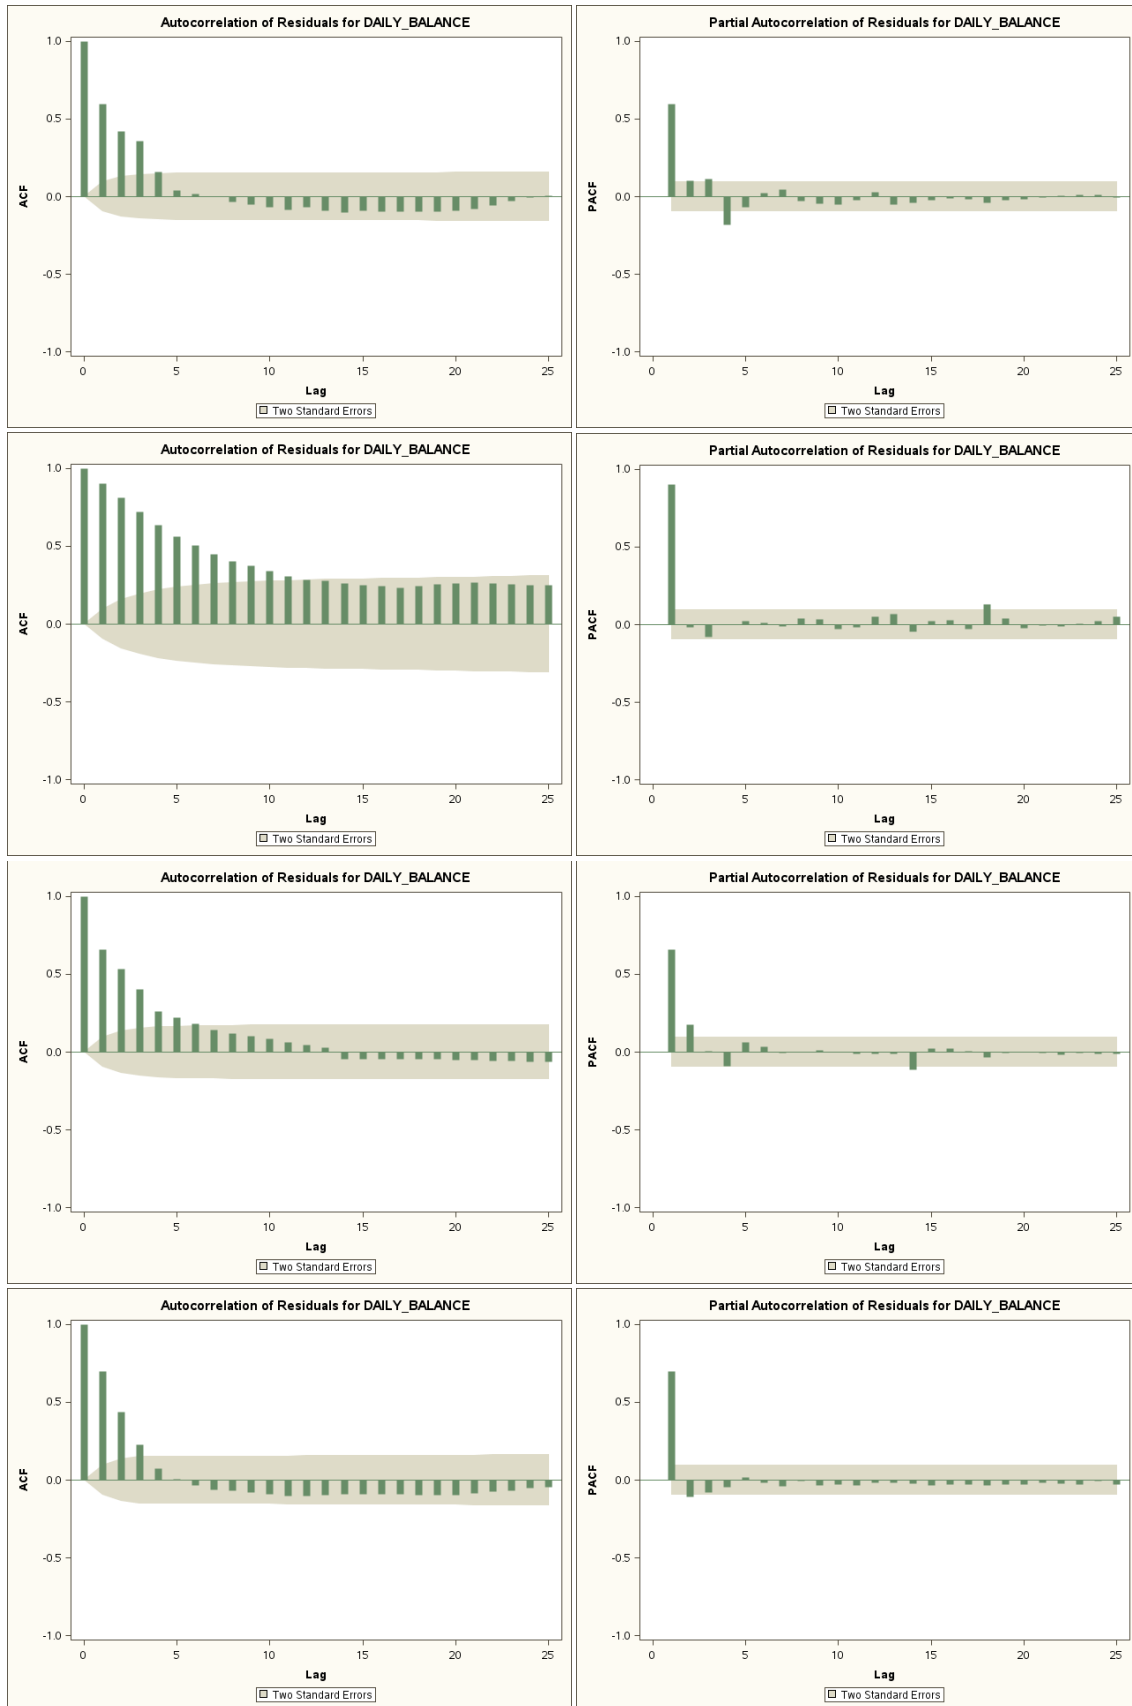 Autocorrelation of Residuals for DAILY_BALANCE
1.0
0.5
0.0
-0.5
-1.0
ACF
0 5 10 15 20 25
Lag
Two Standard Errors
Partial Autocorrelation of Residuals for DAILY_BALANCE
1.0
0.5
0.0
-0.5
-1.0
PACF
0 5 10 15 20 25
Lag
Two Standard Errors
Autocorrelation of Residuals for DAILY_BALANCE
1.0
0.5
0.0
-0.5
-1.0
ACF
0 5 10 15 20 25
Lag
Two Standard Errors
Partial Autocorrelation of Residuals for DAILY_BALANCE
1.0
0.5
0.0
-0.5
-1.0
PACF
0 5 10 15 20 25
Lag
Two Standard Errors
Autocorrelation of Residuals for DAILY_BALANCE
1.0
0.5
0.0
-0.5
-1.0
ACF
0 5 10 15 20 25
Lag
Two Standard Errors
Partial Autocorrelation of Residuals for DAILY_BALANCE
1.0
0.5
0.0
-0.5
-1.0
PACF
0 5 10 15 20 25
Lag
Two Standard Errors
Autocorrelation of Residuals for DAILY_BALANCE
1.0
0.5
0.0
-0.5
-1.0
ACF
0 5 10 15 20 25
Lag
Two Standard Errors
Partial Autocorrelation of Residuals for DAILY_BALANCE
1.0
0.5
0.0
-0.5
-1.0
PACF
0 5 10 15 20 25
Lag
Two Standard Errors